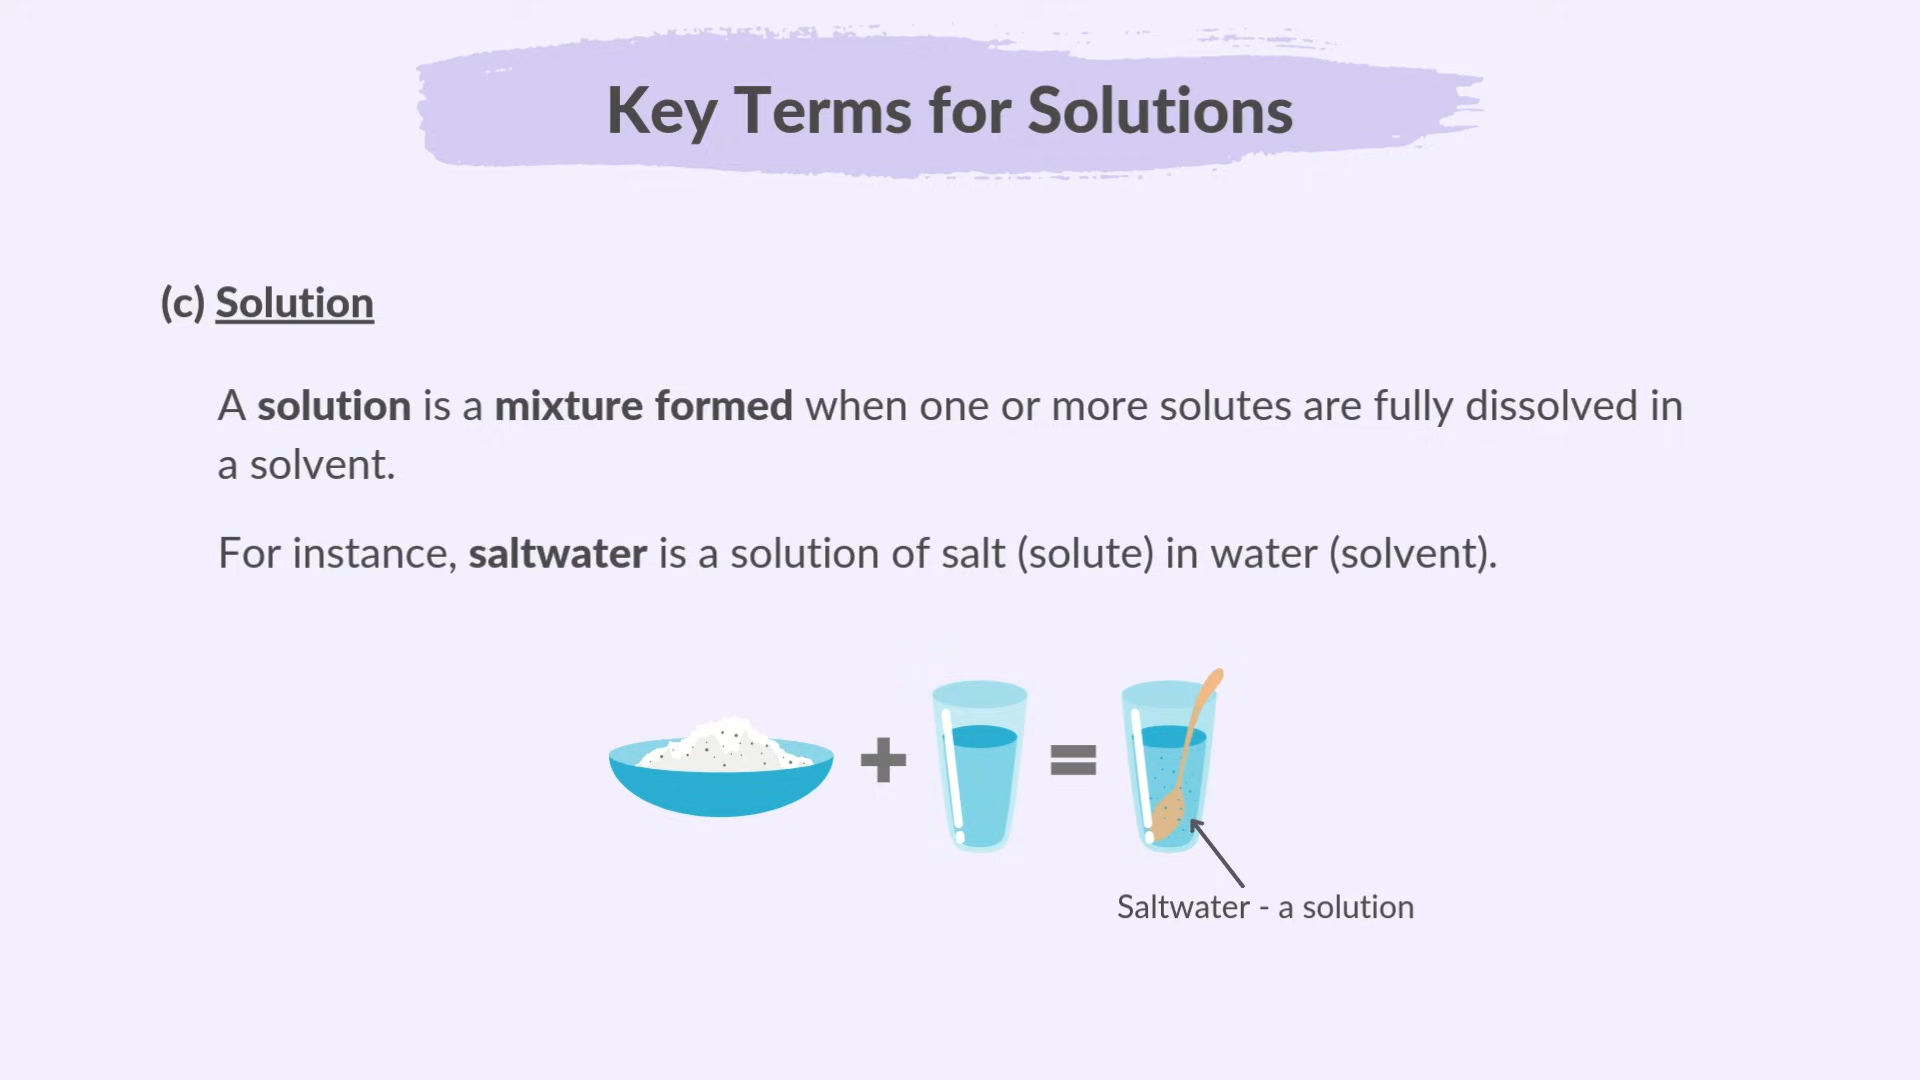 Key Terms for Solutions
(c) Solution
A solution is a mixture formed when one or more solutes are fully dissolved in
a solvent.
For instance, saltwater is a solution of salt (solute) in water (solvent).
Saltwater - a solution